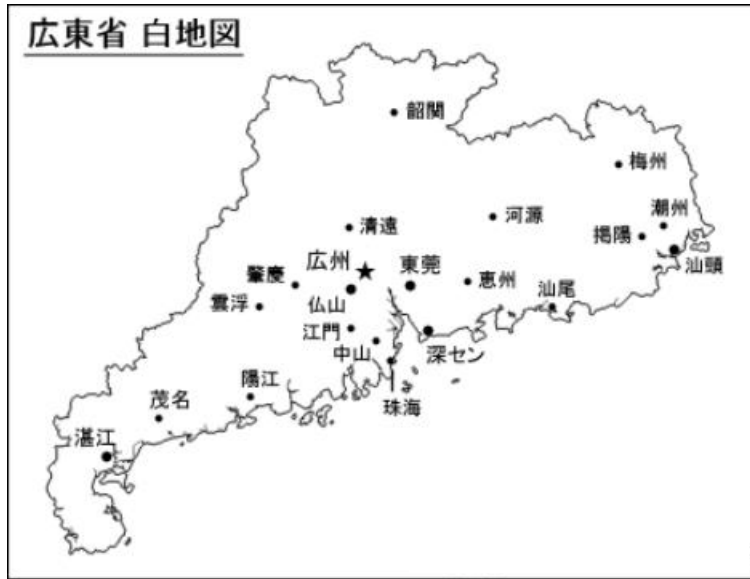 広東省 白地図
韶関
梅州
河源
潮州
清遠
掲陽
広州
東莞
汕頭
肇慶
恵州
汕尾
雲浮
仏山
江門
中山
深セン
陽江
茂名
珠海
湛江